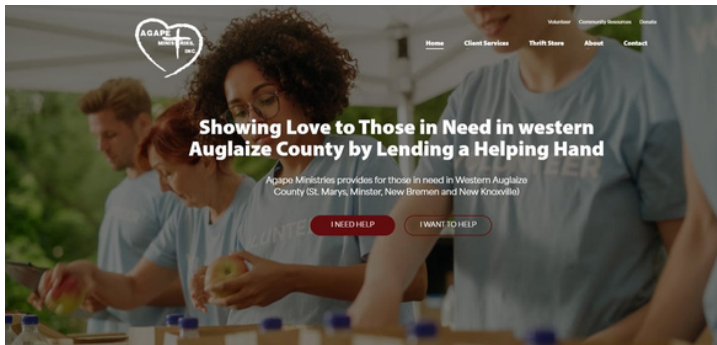 AGAPE
MINISTRIES,
INC.
Volunteer Community Resources Donate
Home Client Services Thrift Store About Contact
Showing Love to Those in Need in western
Auglaize County by Lending a Helping Hand
Agape Ministries provides for those in need in Western Auglaize
County (St. Marys, Minster, New Bremen and New Knoxville)
I NEED HELP I WANT TO HELP
VOLUNTEER
VOLUNTEER